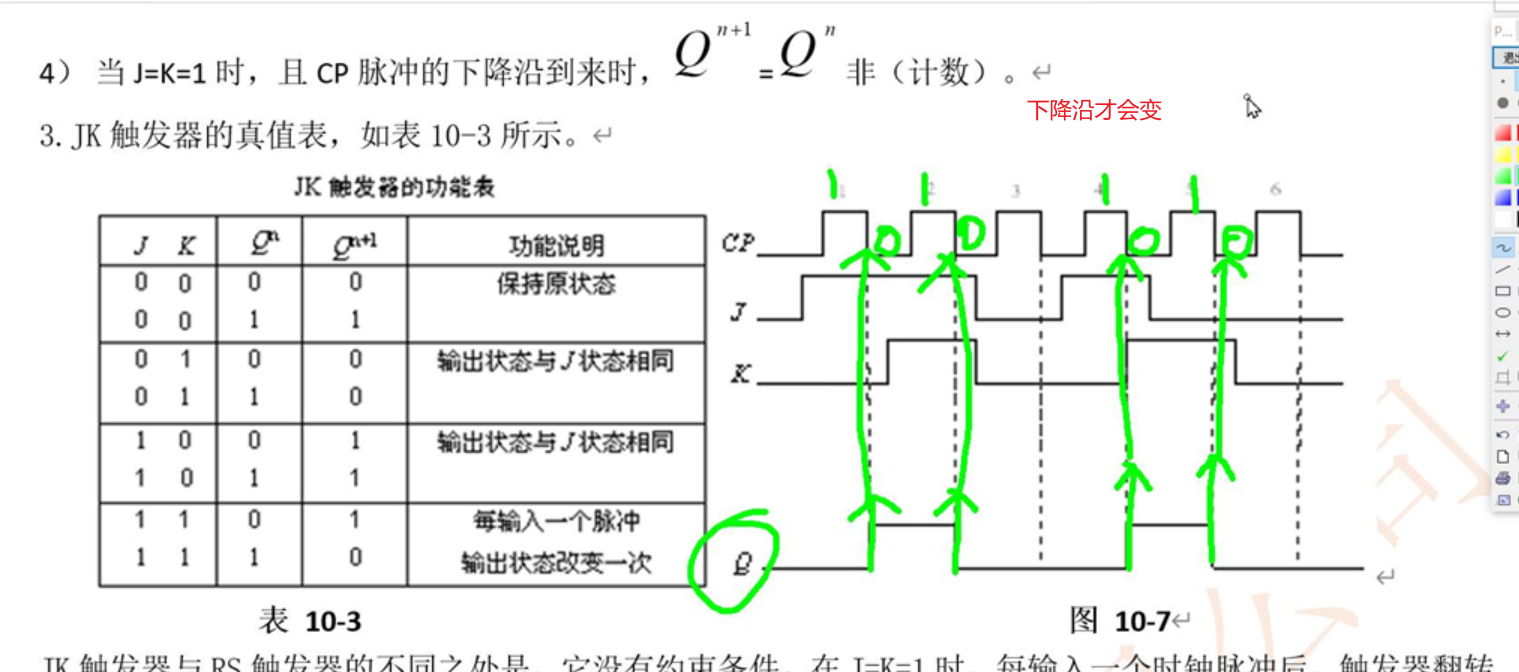 4） 当 J=K=1 时，且 CP 脉冲的下降沿到来时，Q^{n+1} = Q^n 非（计数）。↵
下降沿才会变
3. JK 触发器的真值表，如表 10-3 所示。↵
JK 触发器的功能表
J K Q^n Q^{n+1} 功能说明
0 0 0 0 保持原状态
0 0 1 1
0 1 0 0 输出状态与 J 状态相同
0 1 1 0
1 0 0 1 输出状态与 J 状态相同
1 0 1 1
1 1 0 1 每输入一个脉冲
1 1 1 0 输出状态改变一次
表 10-3
1 1 3 1 1 6
CP 0 0 0 0
J
K
Q
↵
图 10-7↵
JK 触发器与 RS 触发器的不同之处是，它没有约束条件，在 J=K=1 时，每输入一个时钟脉冲后，触发器翻转